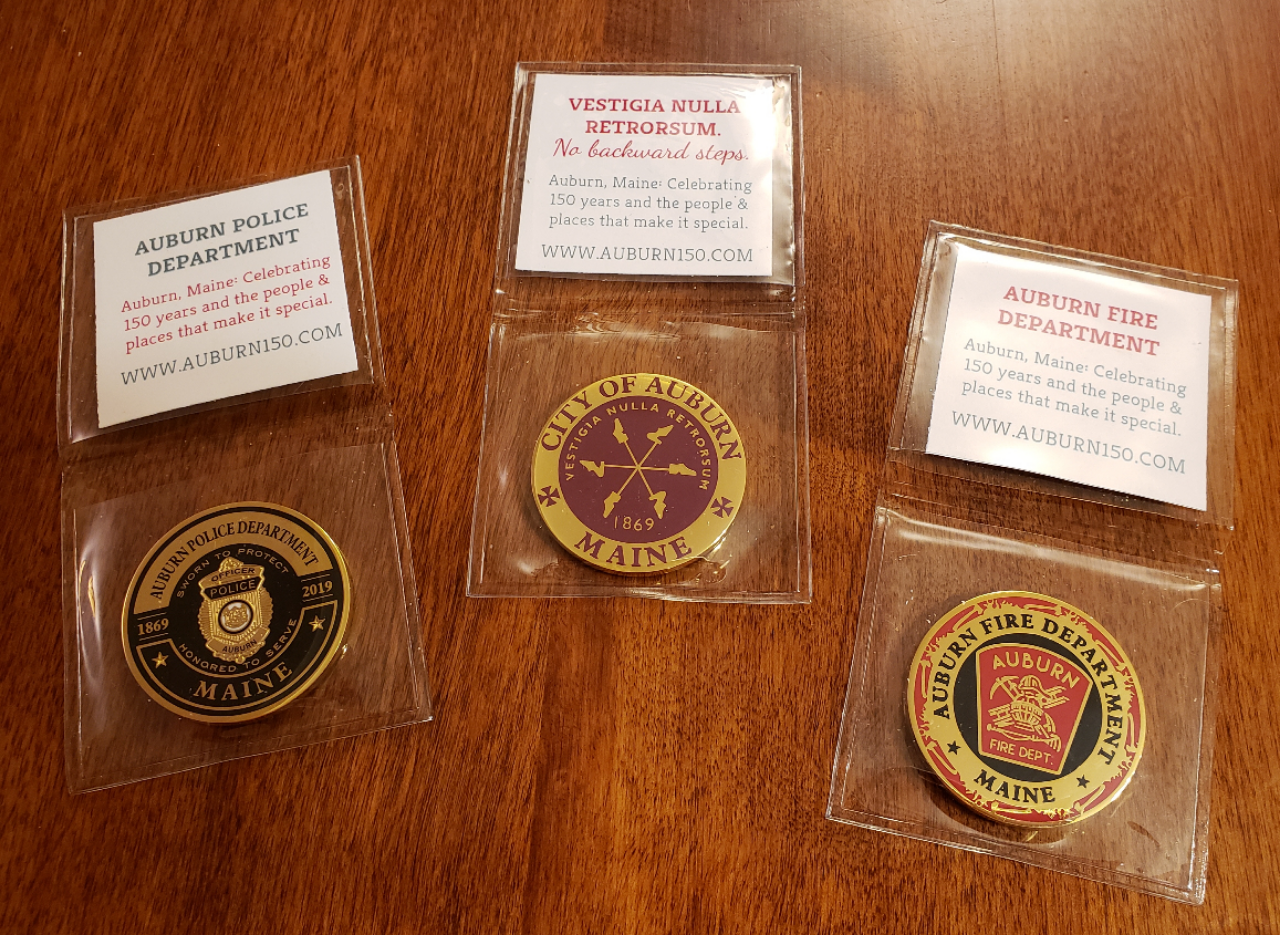 AUBURN POLICE
DEPARTMENT
Auburn, Maine: Celebrating
150 years and the people &
places that make it special.
WWW.AUBURN150.COM
AUBURN POLICE DEPARTMENT
SWORN TO PROTECT
OFFICER
POLICE
AUBURN
1869
2019
HONORED TO SERVE
MAINE
VESTIGIA NULLA
RETRORSUM.
No backward steps.
Auburn, Maine: Celebrating
150 years and the people &
places that make it special.
WWW.AUBURN150.COM
CITY OF AUBURN
VESTIGIA NULLA RETRORSUM
1869
MAINE
AUBURN FIRE
DEPARTMENT
Auburn, Maine: Celebrating
150 years and the people &
places that make it special.
WWW.AUBURN150.COM
AUBURN FIRE DEPARTMENT
AUBURN
FIRE DEPT.
MAINE